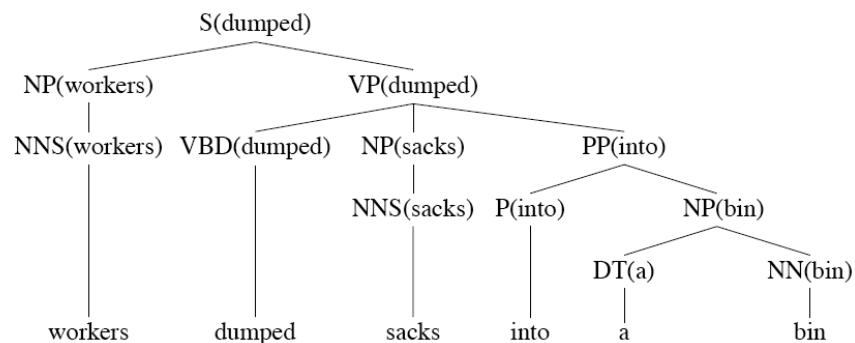 S(dumped)
NP(workers) VP(dumped)
NNS(workers) VBD(dumped) NP(sacks) PP(into)
NNS(sacks) P(into) NP(bin)
DT(a) NN(bin)
workers dumped sacks into a bin